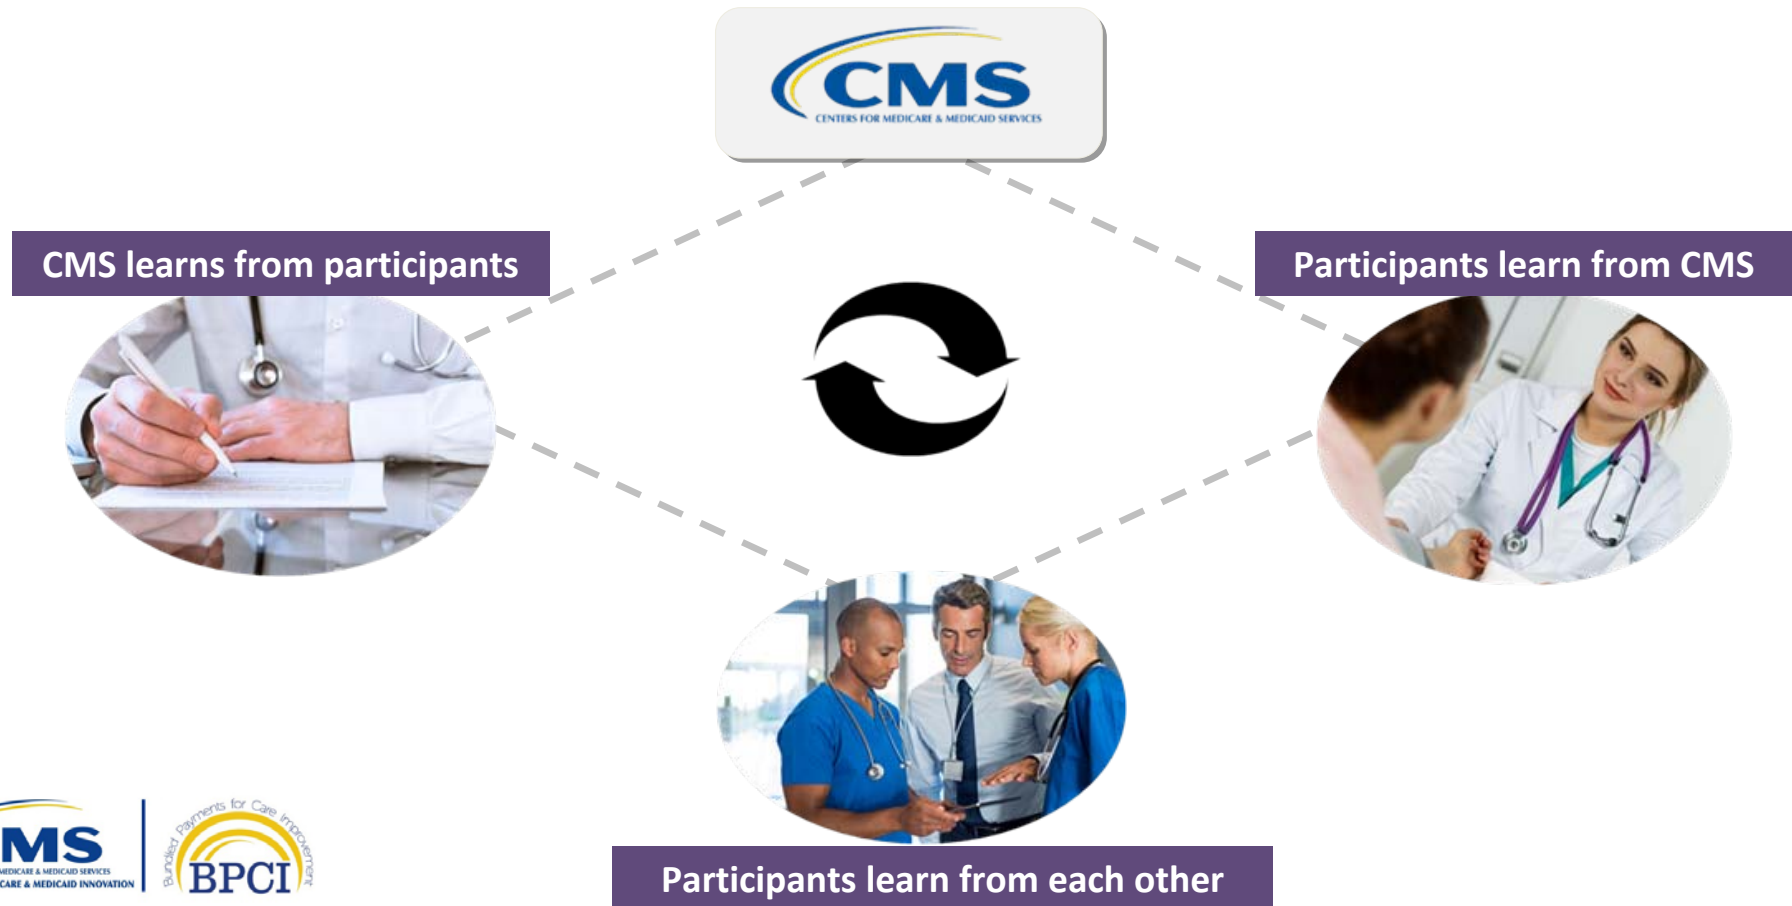 CMS
CENTERS FOR MEDICARE & MEDICAID SERVICES
CMS learns from participants
Participants learn from CMS
MS
MEDICARE & MEDICAID SERVICES
CARE & MEDICAID INNOVATION
Bundled Payments for Care Improvement
BPCI
Participants learn from each other